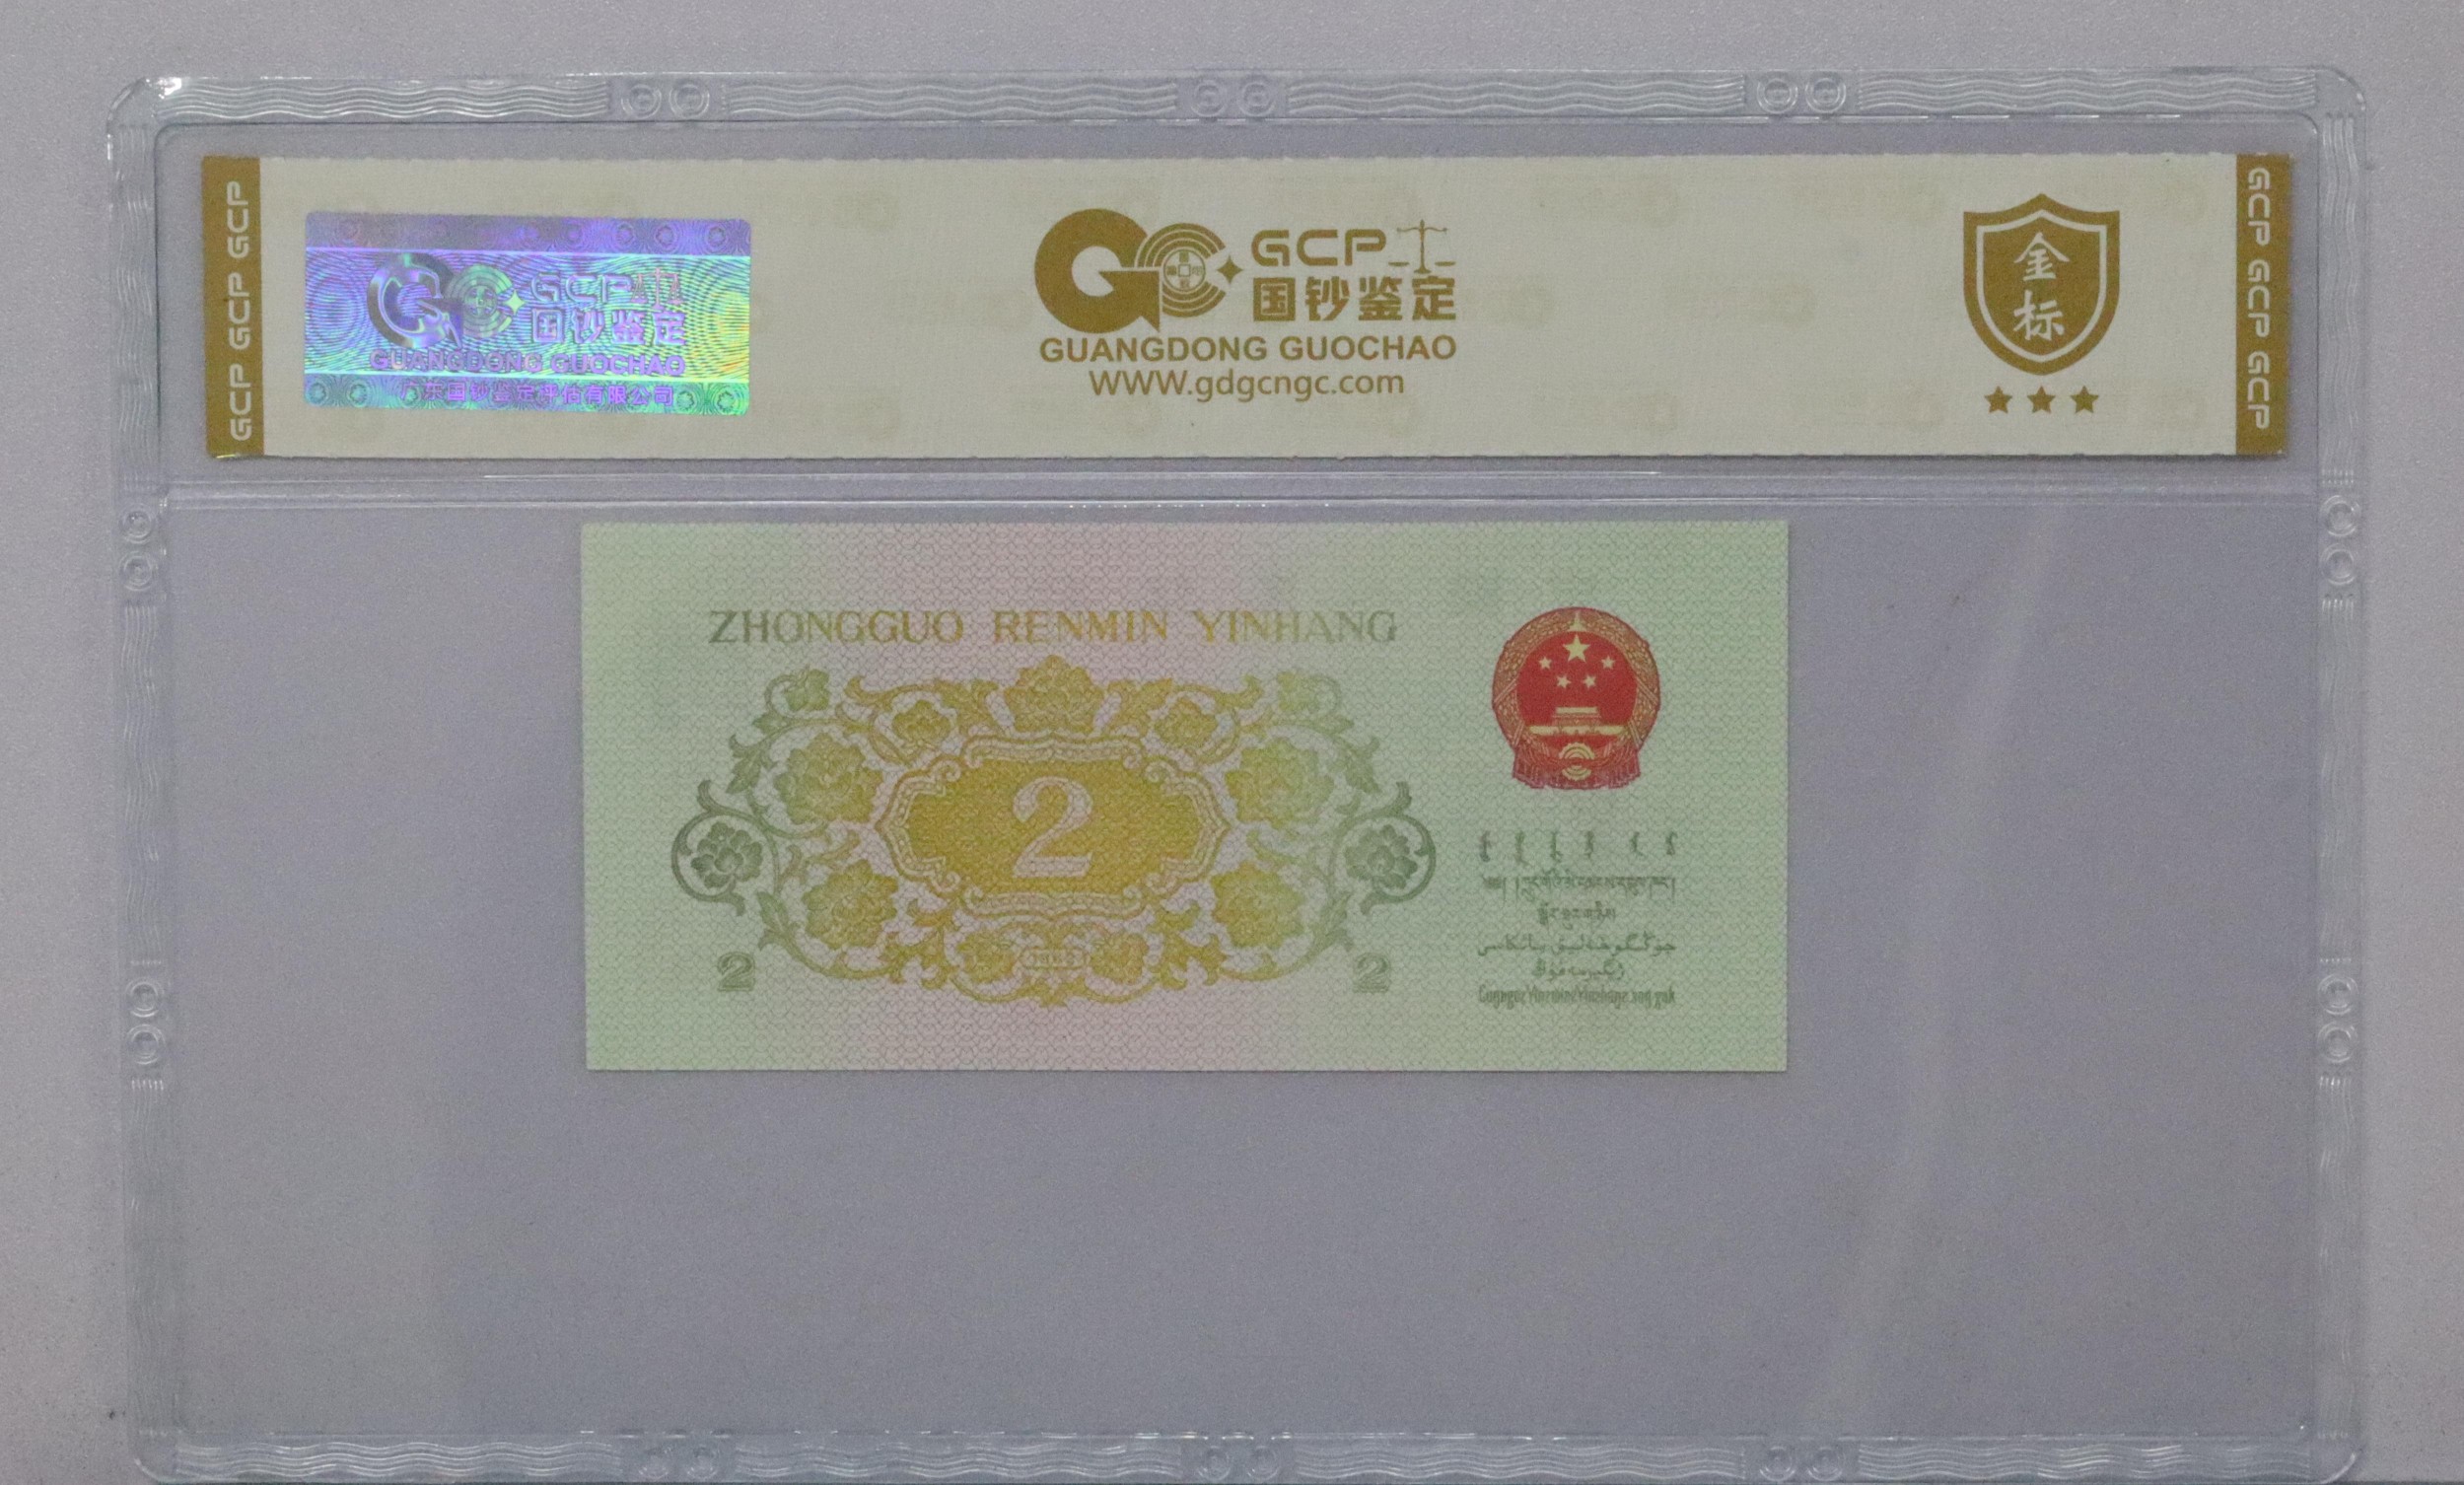 GCP GCP GCP
GCP
国钞鉴定
GUANGDONG GUOCHAO
广东国钞鉴定评估有限公司
GCP
国钞鉴定
GUANGDONG GUOCHAO
WWW.gdgcngc.com
金
标
GCP GCP GCP
ZHONGGUO RENMIN YINHANG
2
1962
2
2